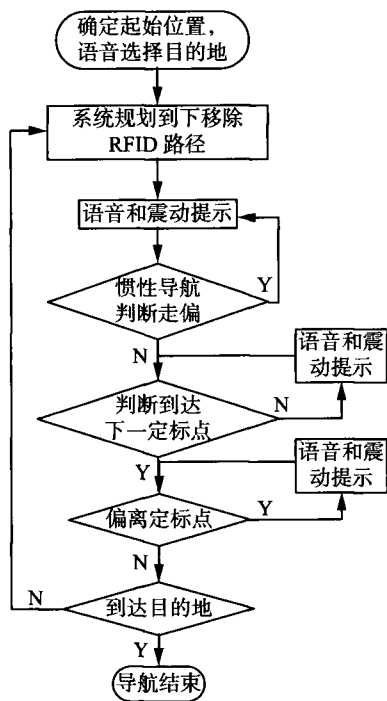 确定起始位置，
语音选择目的地
系统规划到下移除
RFID 路径
语音和震动提示
惯性导航
判断走偏
Y
N
语音和震
动提示
判断到达
下一定标点
N
Y
语音和震
动提示
偏离定标点
Y
N
到达目的地
N
Y
导航结束